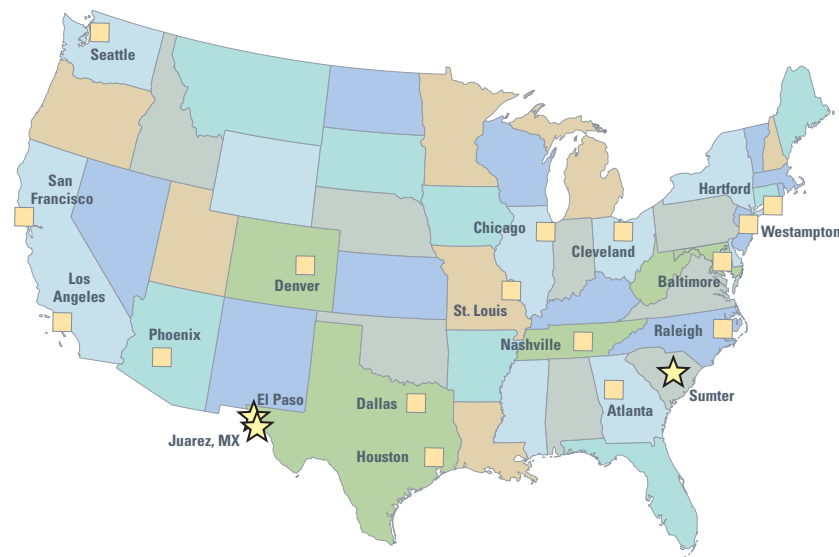 Seattle
San
Francisco
Hartford
Chicago
Cleveland
Westampton
Los
Angeles
Denver
Baltimore
St. Louis
Phoenix
Nashville
Raleigh
El Paso
Dallas
Atlanta
Sumter
Juarez, MX
Houston